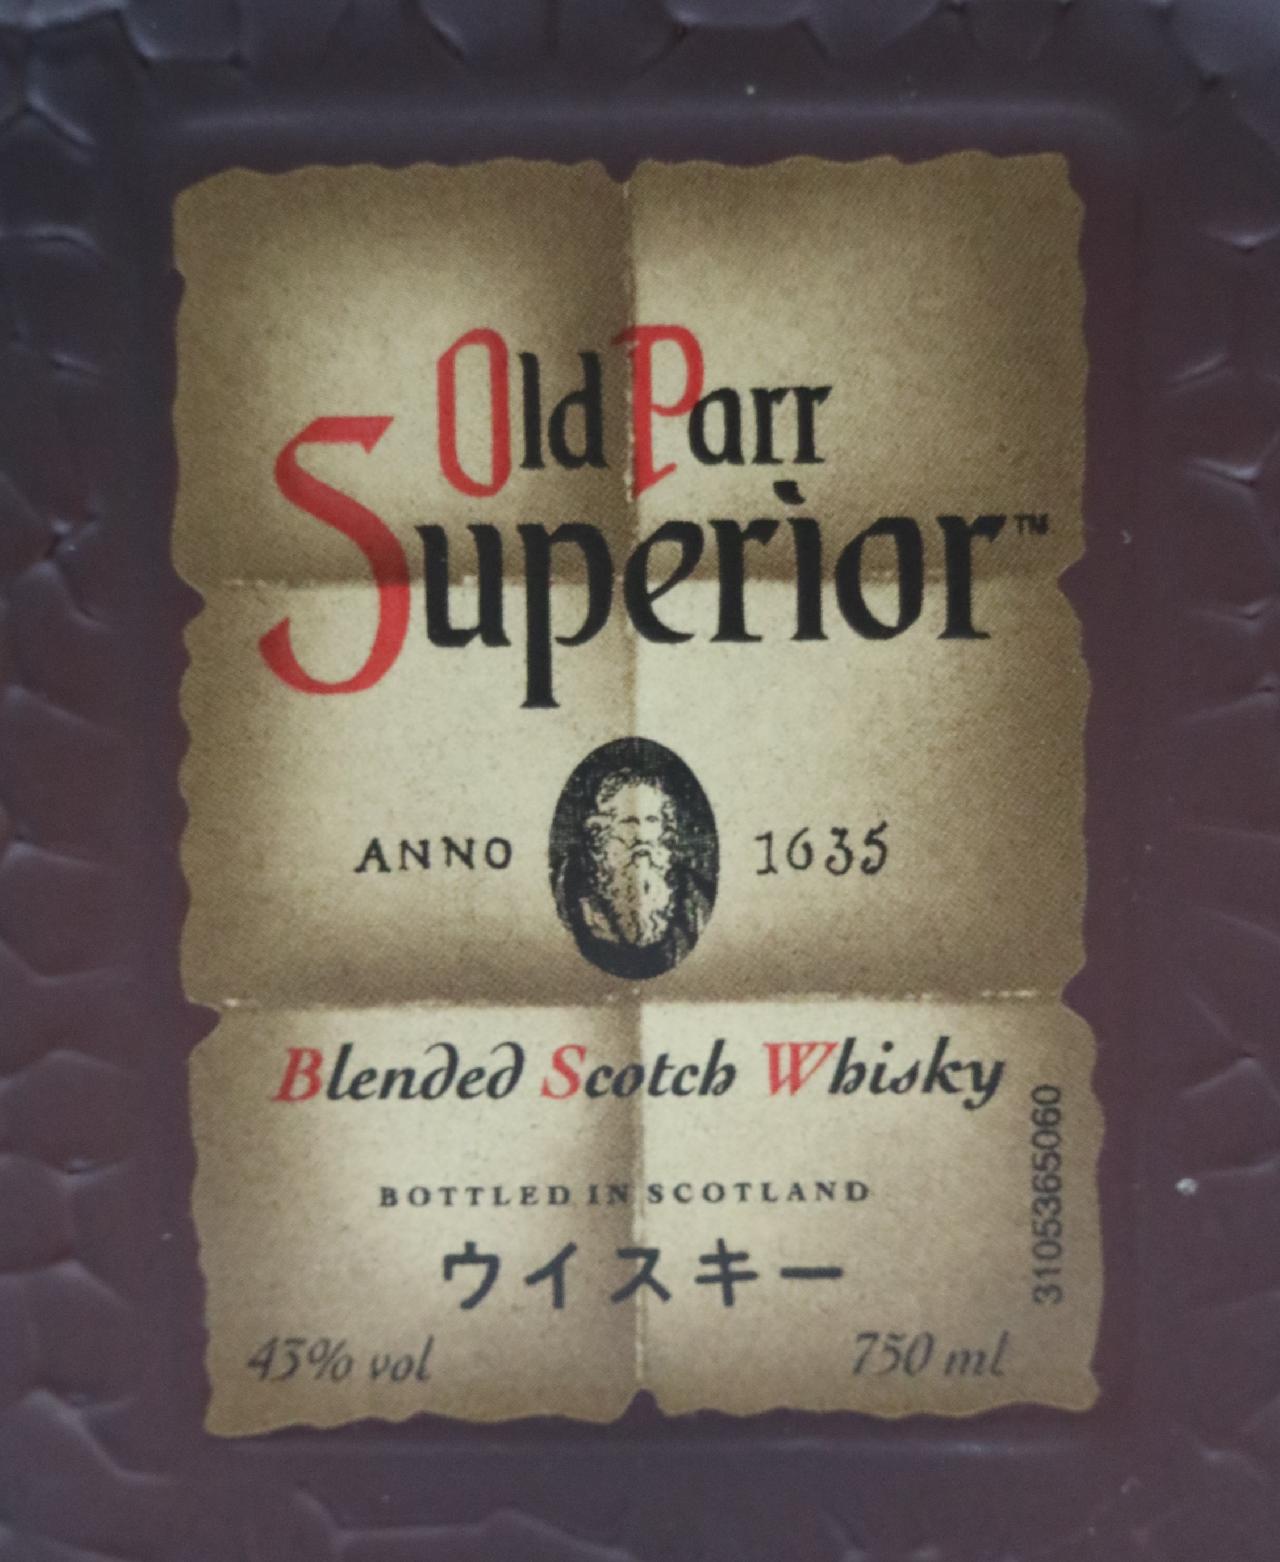 Old Parr
Superior™
ANNO 1635
Blended Scotch Whisky
BOTTLED IN SCOTLAND
ウイスキー
43% vol 750 ml
3105365060